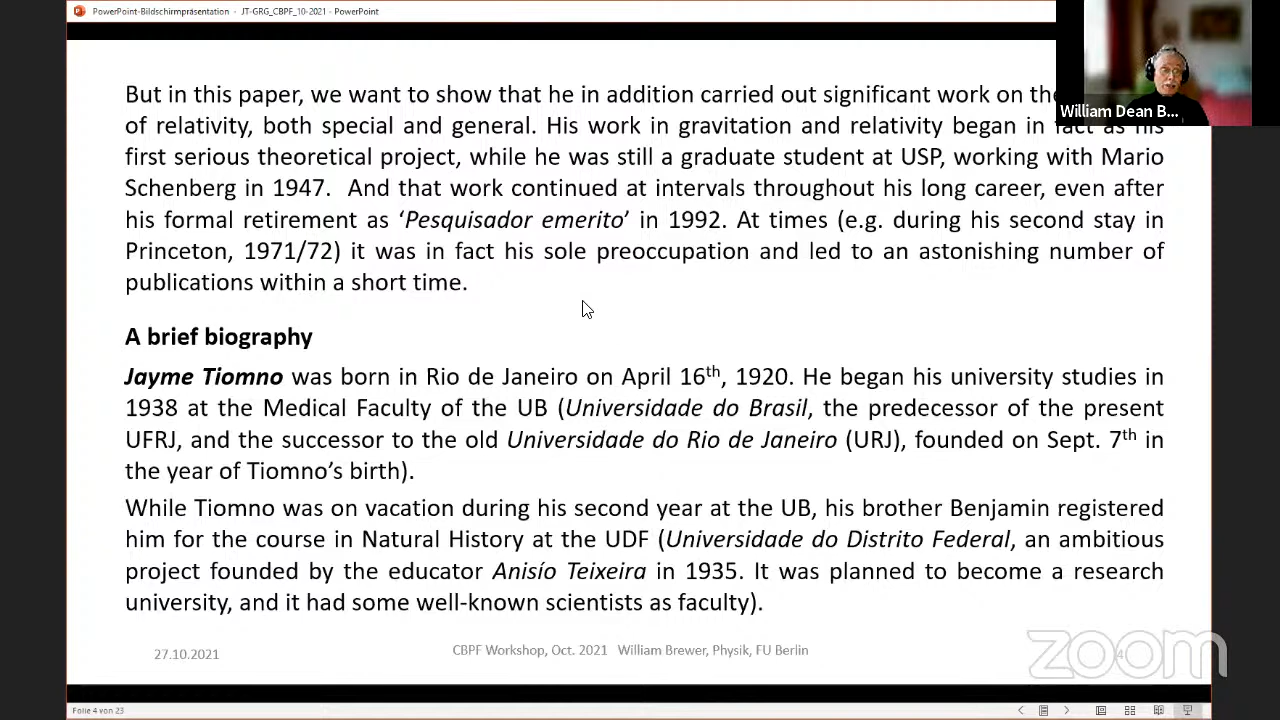 PowerPoint-Bildschirmpräsentation - JT-GRG_CBPF_10-2021 - PowerPoint
William Dean B...
But in this paper, we want to show that he in addition carried out significant work on the
of relativity, both special and general. His work in gravitation and relativity began in fact as his
first serious theoretical project, while he was still a graduate student at USP, working with Mario
Schenberg in 1947. And that work continued at intervals throughout his long career, even after
his formal retirement as ‘Pesquisador emerito’ in 1992. At times (e.g. during his second stay in
Princeton, 1971/72) it was in fact his sole preoccupation and led to an astonishing number of
publications within a short time.
A brief biography
Jayme Tiomno was born in Rio de Janeiro on April 16th, 1920. He began his university studies in
1938 at the Medical Faculty of the UB (Universidade do Brasil, the predecessor of the present
UFRJ, and the successor to the old Universidade do Rio de Janeiro (URJ), founded on Sept. 7th in
the year of Tiomno’s birth).
While Tiomno was on vacation during his second year at the UB, his brother Benjamin registered
him for the course in Natural History at the UDF (Universidade do Distrito Federal, an ambitious
project founded by the educator Anisío Teixeira in 1935. It was planned to become a research
university, and it had some well-known scientists as faculty).
27.10.2021
CBPF Workshop, Oct. 2021 William Brewer, Physik, FU Berlin
4
zoom
Folie 4 von 23